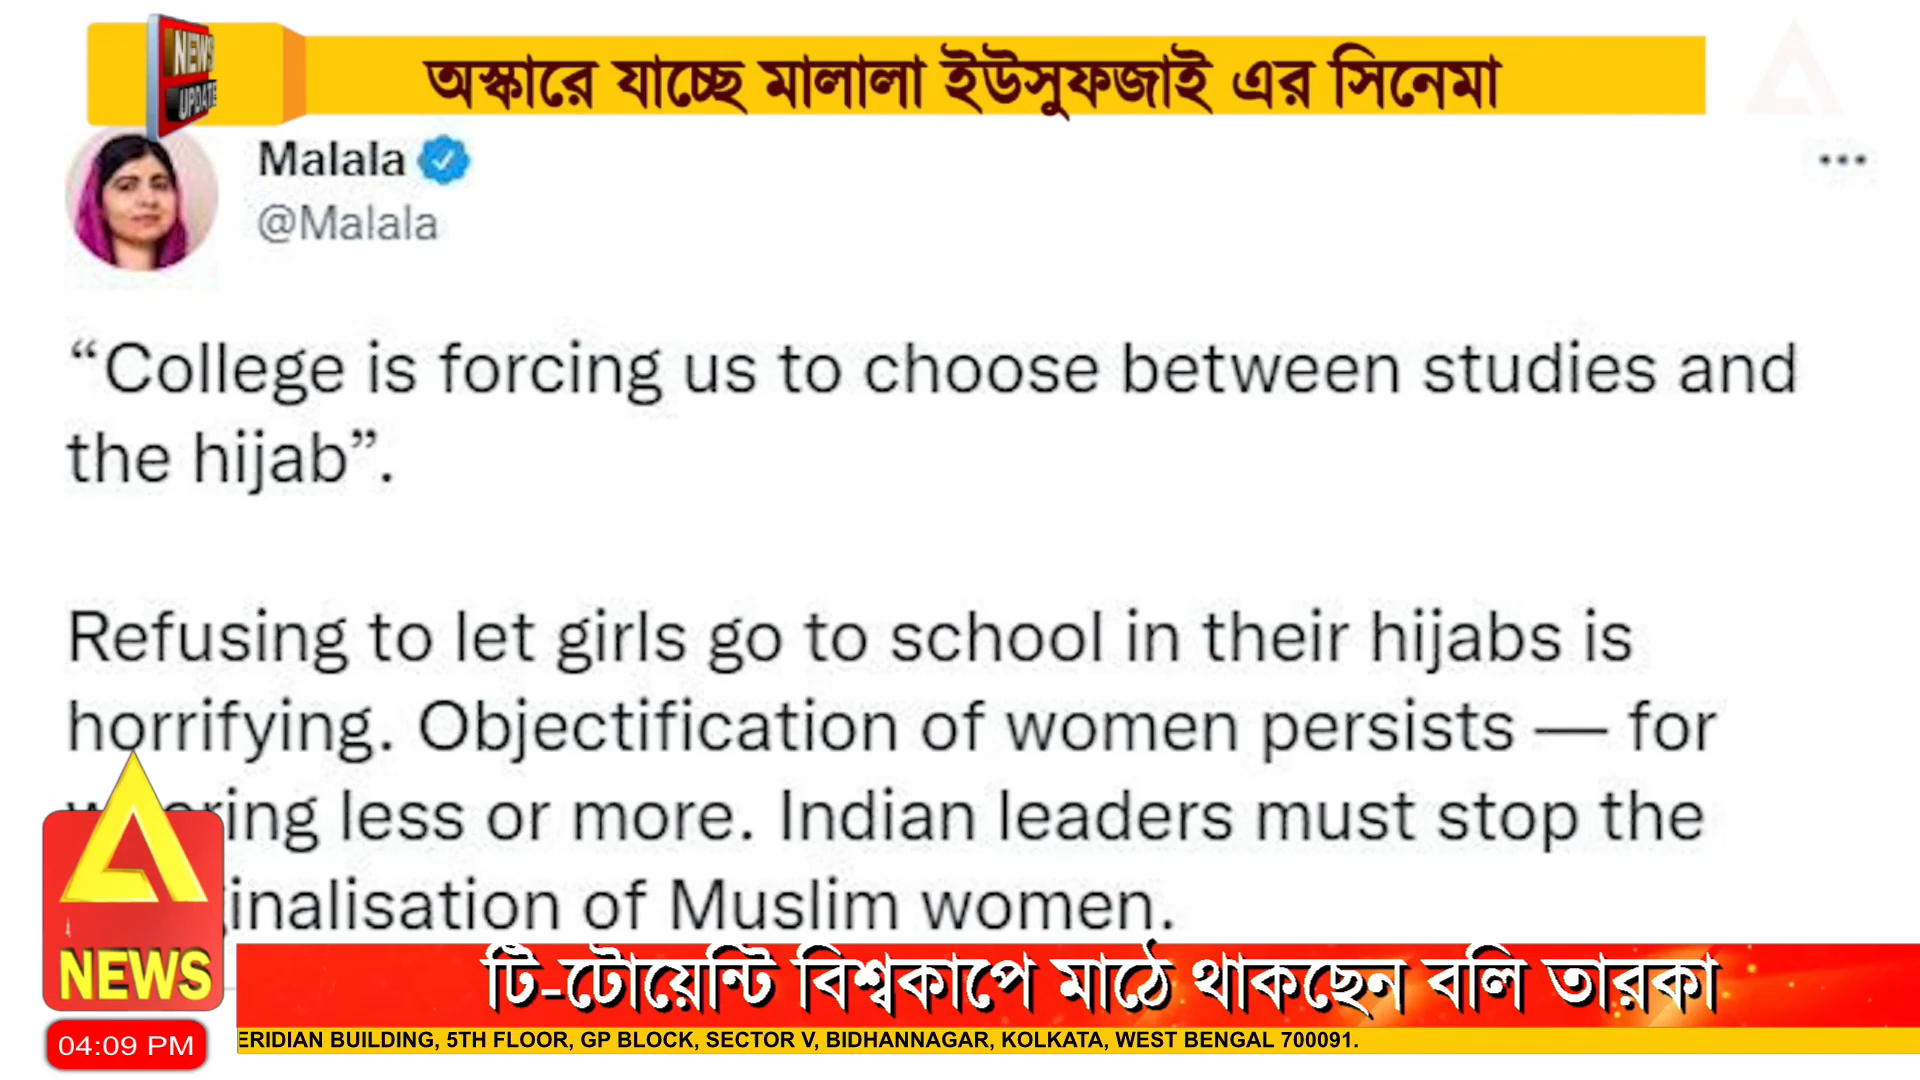 NEWS
UPDATE
অস্কারে যাচ্ছে মালালা ইউসুফজাই এর সিনেমা
Malala
@Malala
“College is forcing us to choose between studies and
the hijab”.
Refusing to let girls go to school in their hijabs is
horrifying. Objectification of women persists — for
ring less or more. Indian leaders must stop the
ginalisation of Muslim women.
NEWS
টি-টোয়েন্টি বিশ্বকাপে মাঠে থাকছেন বলি তারকা
04:09 PM
ERIDIAN BUILDING, 5TH FLOOR, GP BLOCK, SECTOR V, BIDHANNAGAR, KOLKATA, WEST BENGAL 700091.